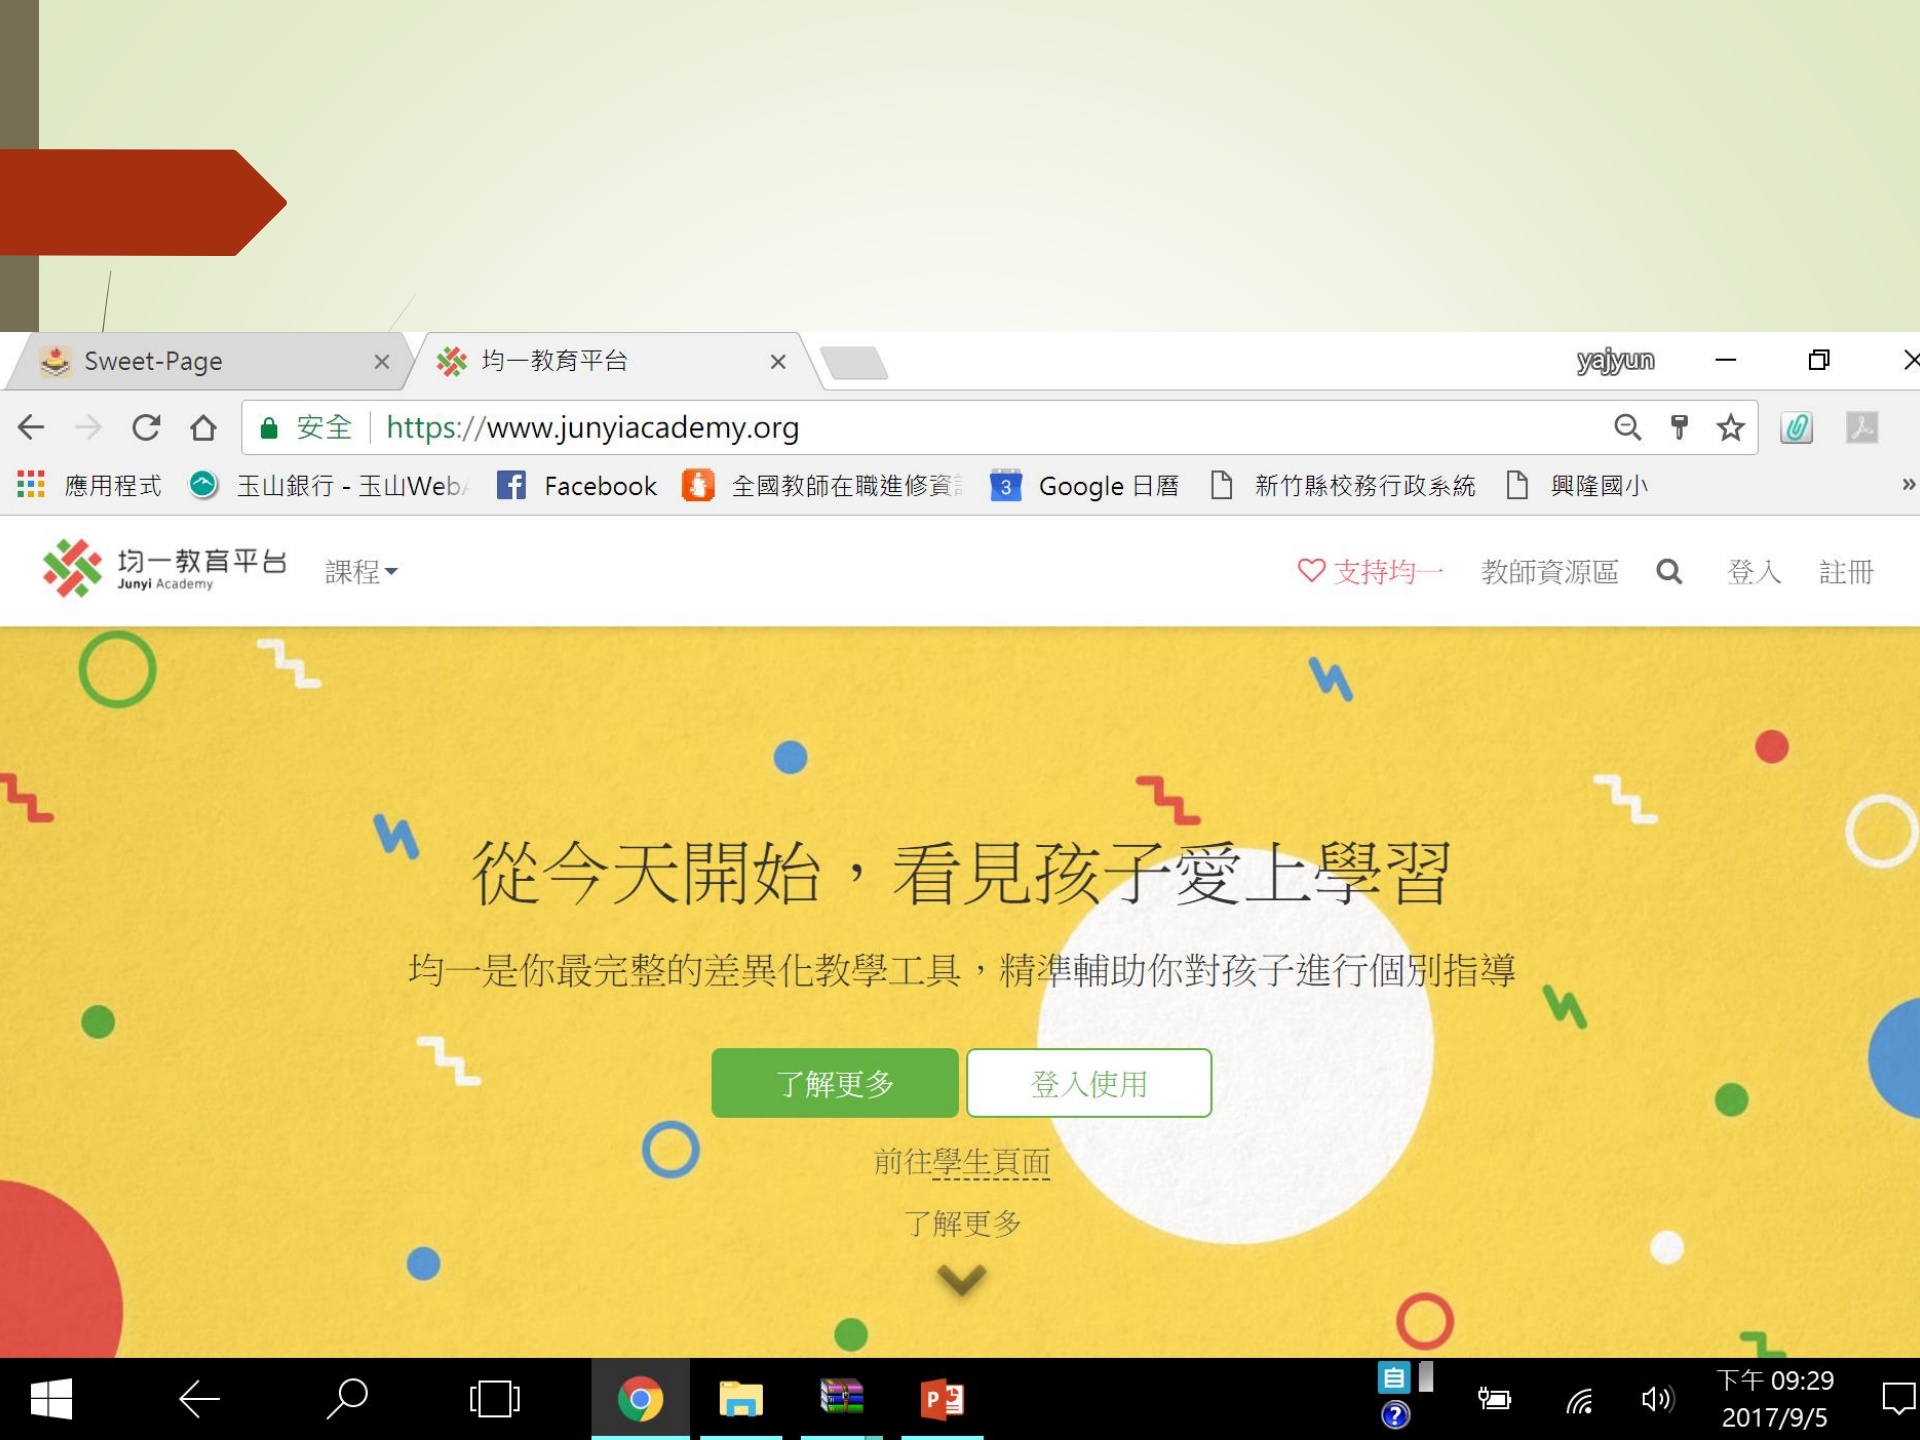 Sweet-Page
均一教育平台
yajyun
安全 https://www.junyiacademy.org
應用程式 玉山銀行 - 玉山Web Facebook 全國教師在職進修資 3 Google 日曆 新竹縣校務行政系統 興隆國小 »
均一教育平台
Junyi Academy
課程
支持均一 教師資源區 登入 註冊
從今天開始，看見孩子愛上學習
均一是你最完整的差異化教學工具，精準輔助你對孩子進行個別指導
了解更多 登入使用
前往學生頁面
了解更多
自
下午 09:29
2017/9/5